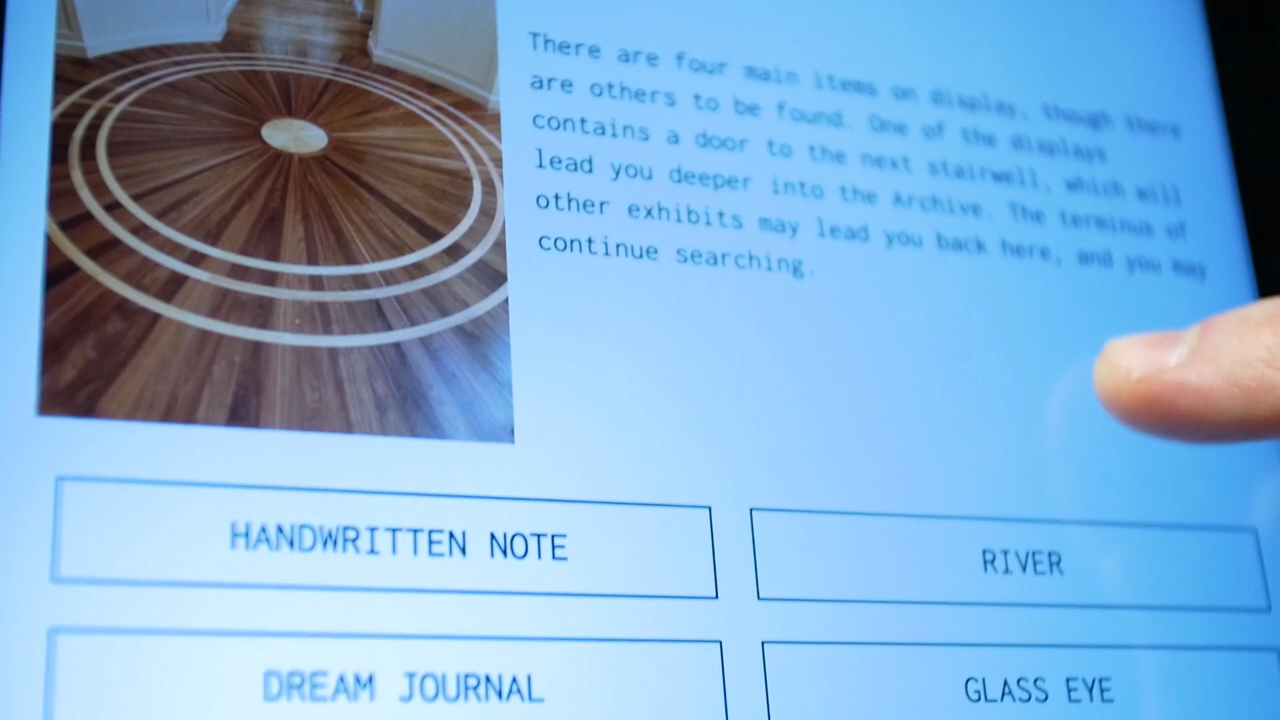 There are four main items on display, though there
are others to be found. One of the displays
contains a door to the next stairwell, which will
lead you deeper into the Archive. The terminus of
other exhibits may lead you back here, and you may
continue searching.
HANDWRITTEN NOTE
RIVER
DREAM JOURNAL
GLASS EYE